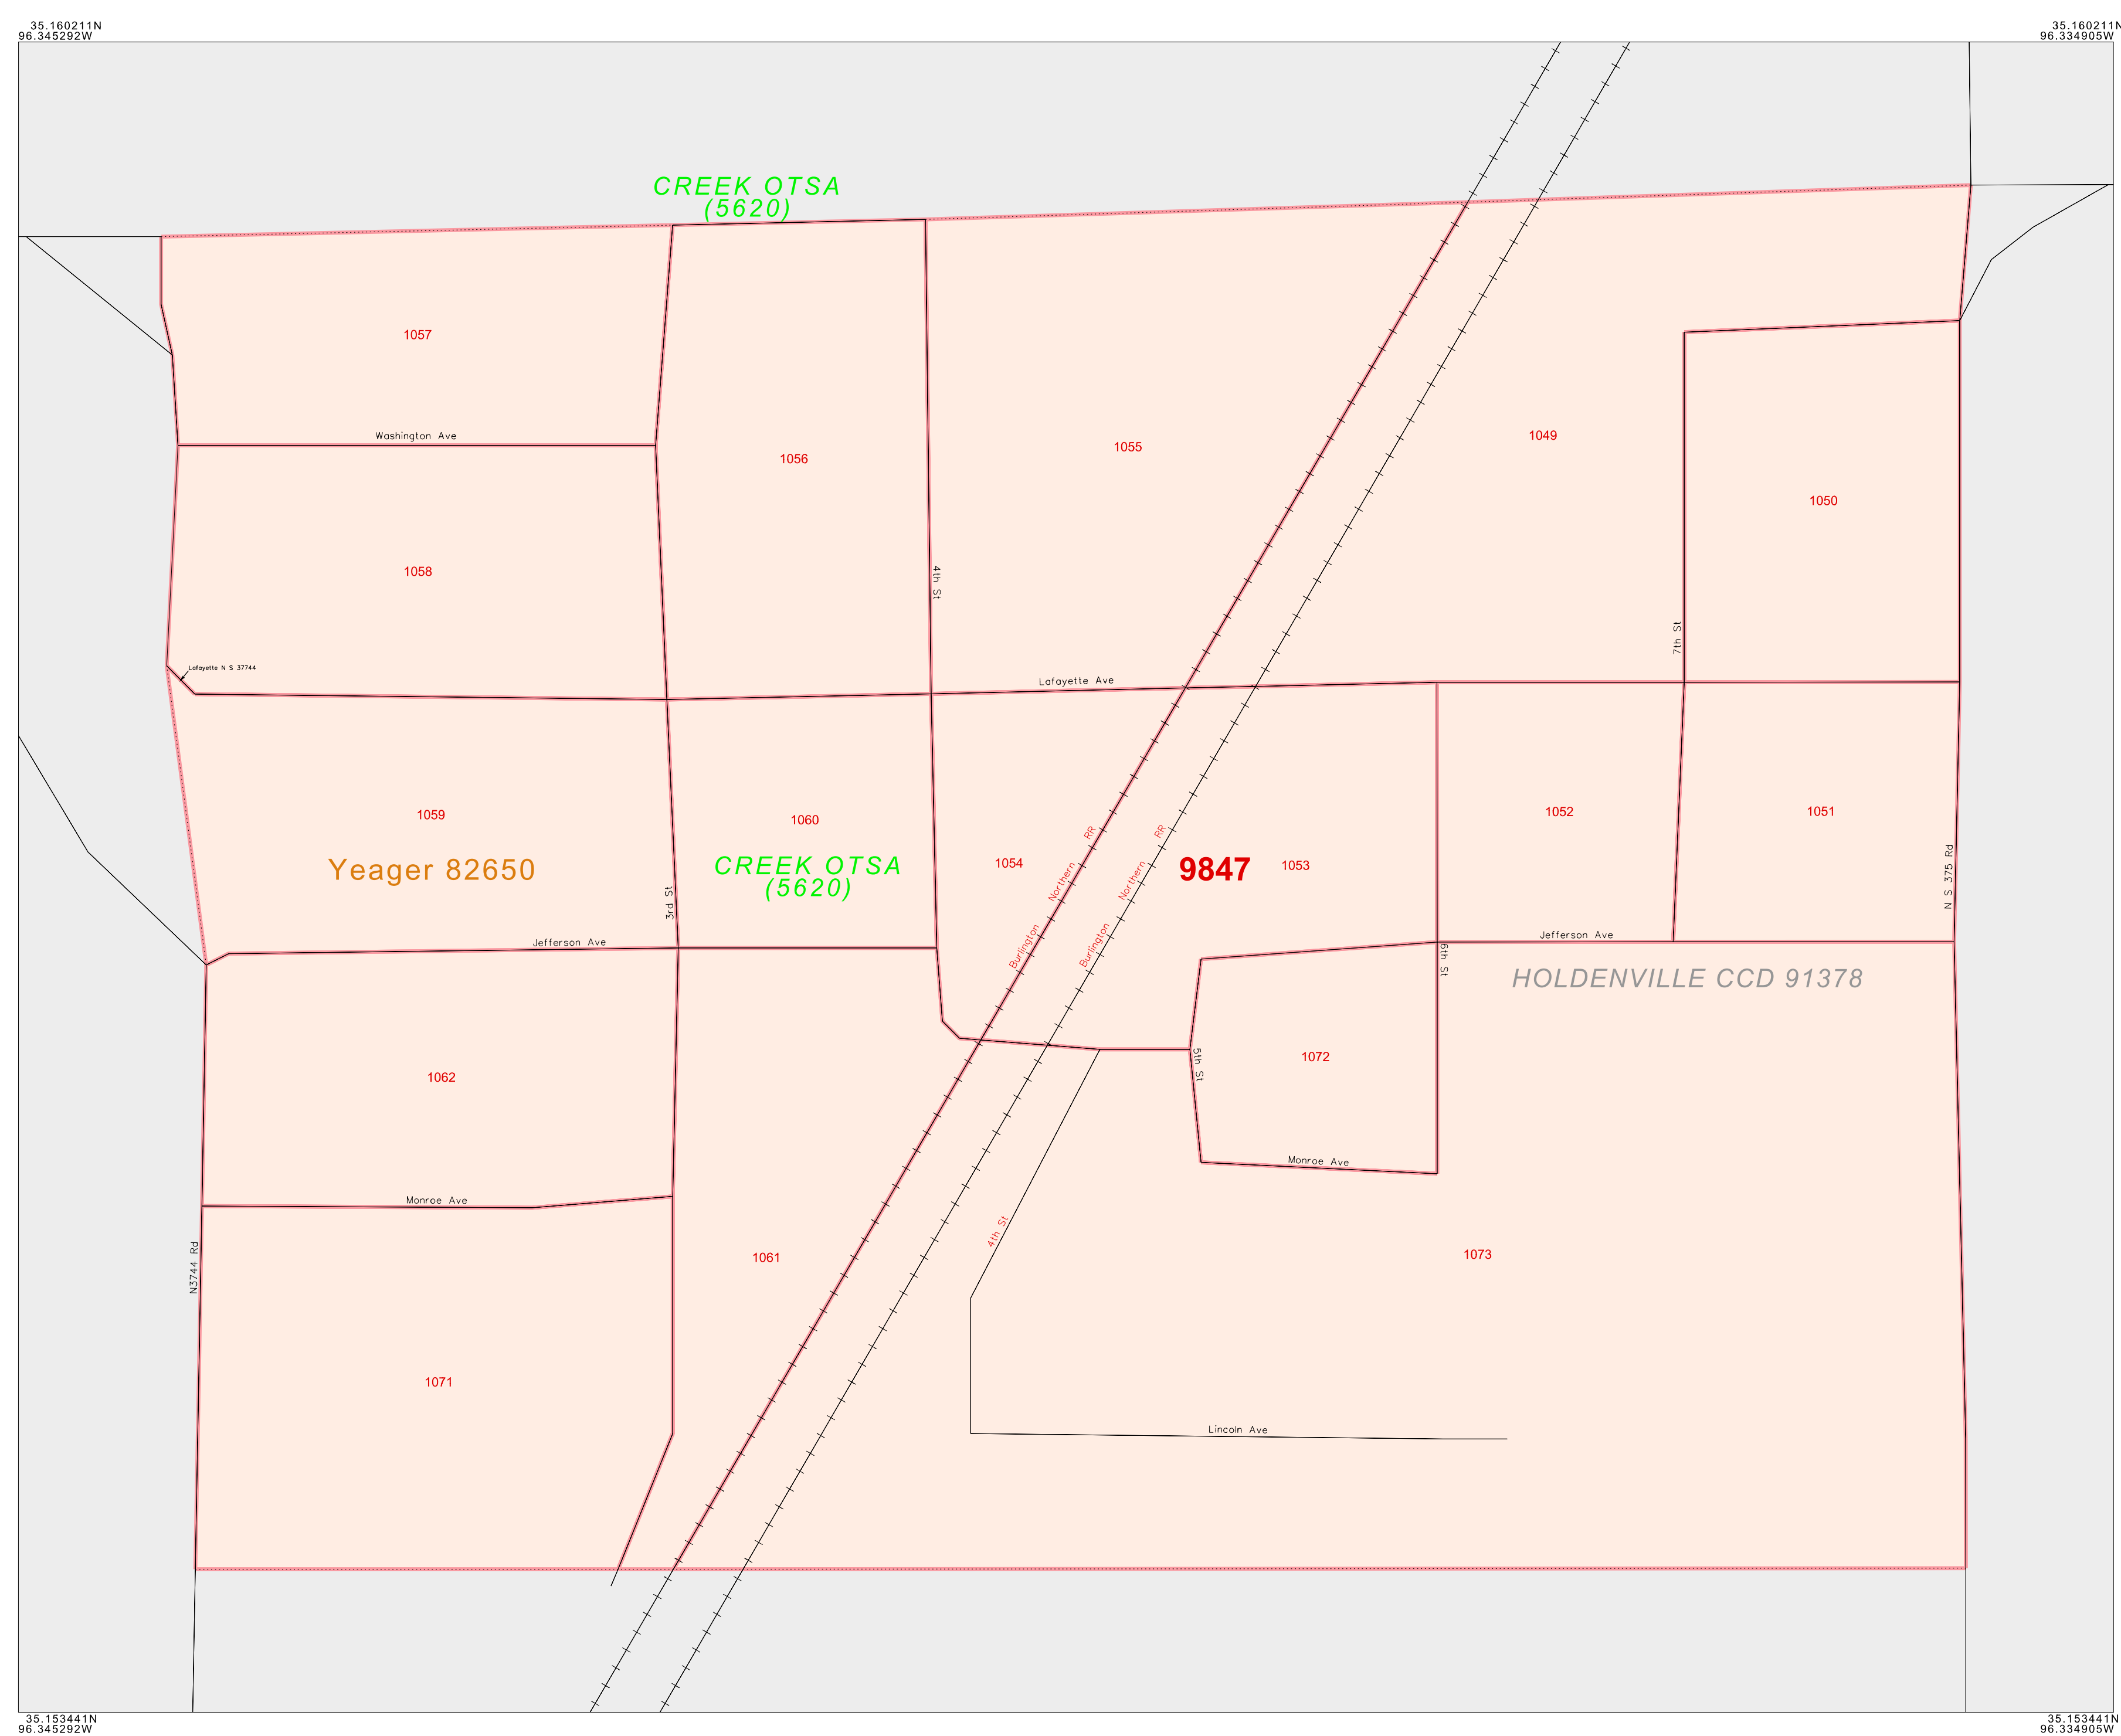 35.160211N
96.345292W
35.160211N
96.334905W
CREEK OTSA
(5620)
1057
Washington Ave
1056
1055
1049
1050
1058
4th St
7th St
Lafayette N S 37744
Lafayette Ave
1059
1060
1054
1053
1052
1051
Yeager 82650
CREEK OTSA
(5620)
9847
3rd St
Burlington Northern RR
Burlington Northern RR
N S 375 Rd
Jefferson Ave
Jefferson Ave
6th St
HOLDENVILLE CCD 91378
1062
5th St
1072
Monroe Ave
Monroe Ave
N3744 Rd
4th St
1061
1073
1071
Lincoln Ave
35.153441N
96.345292W
35.153441N
96.334905W